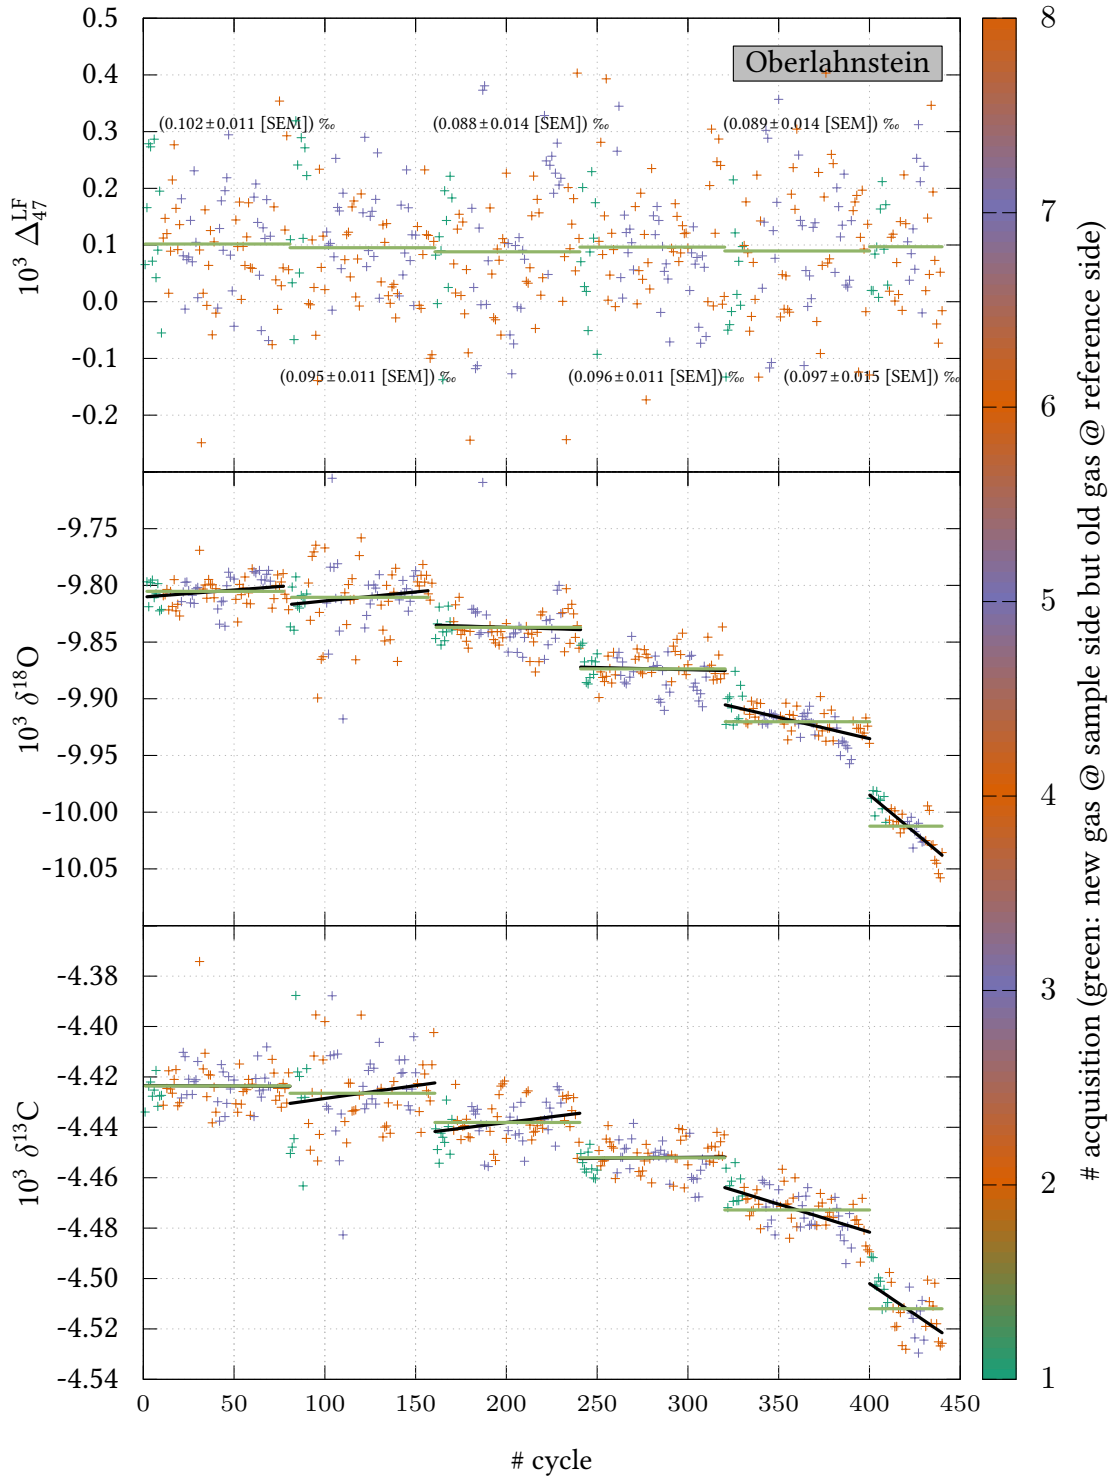 0.5
0.4
0.3
0.2
0.1
0.0
-0.1
-0.2
10³ Δ₄₇ᴸᶠ
Oberlahnstein
(0.102±0.011 [SEM]) ‰
(0.088±0.014 [SEM]) ‰
(0.089±0.014 [SEM]) ‰
(0.095±0.011 [SEM]) ‰
(0.096±0.011 [SEM]) ‰
(0.097±0.015 [SEM]) ‰
-9.75
-9.80
-9.85
-9.90
-9.95
-10.00
-10.05
10³ δ¹⁸O
-4.38
-4.40
-4.42
-4.44
-4.46
-4.48
-4.50
-4.52
-4.54
10³ δ¹³C
0 50 100 150 200 250 300 350 400 450
# cycle
8
7
6
5
4
3
2
1
# acquisition (green: new gas @ sample side but old gas @ reference side)